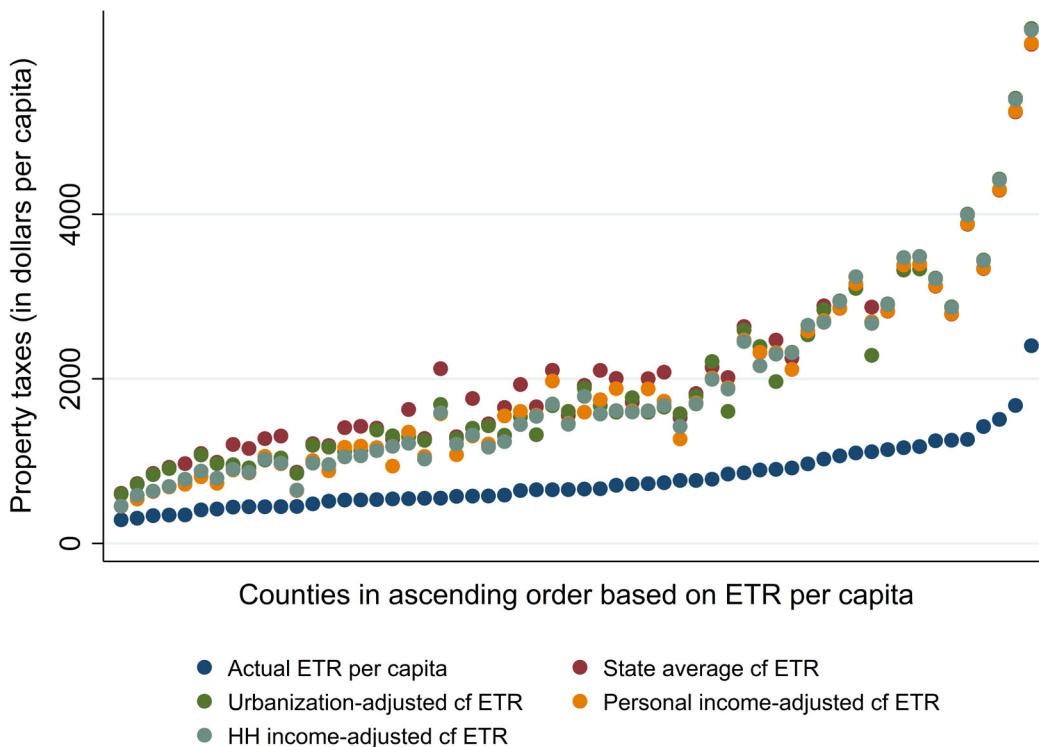 Property taxes (in dollars per capita)
4000
2000
0
Counties in ascending order based on ETR per capita
Actual ETR per capita
State average cf ETR
Urbanization-adjusted cf ETR
Personal income-adjusted cf ETR
HH income-adjusted cf ETR